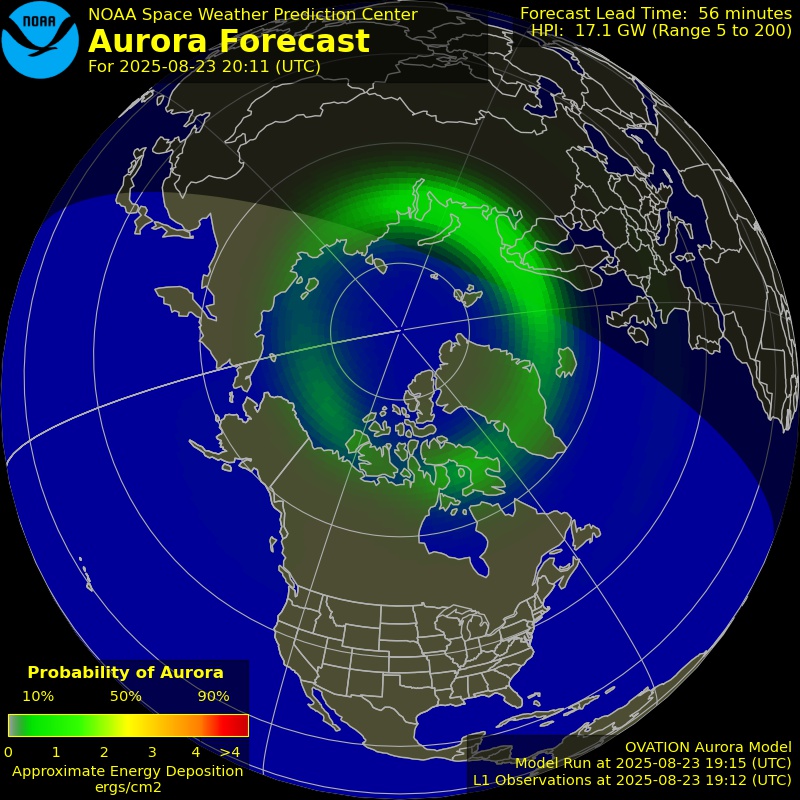 NOAA
NOAA Space Weather Prediction Center
Aurora Forecast
For 2025-08-23 20:11 (UTC)
Forecast Lead Time: 56 minutes
HPI: 17.1 GW (Range 5 to 200)
Probability of Aurora
10% 50% 90%
0 1 2 3 4 >4
Approximate Energy Deposition
ergs/cm2
OVATION Aurora Model
Model Run at 2025-08-23 19:15 (UTC)
L1 Observations at 2025-08-23 19:12 (UTC)